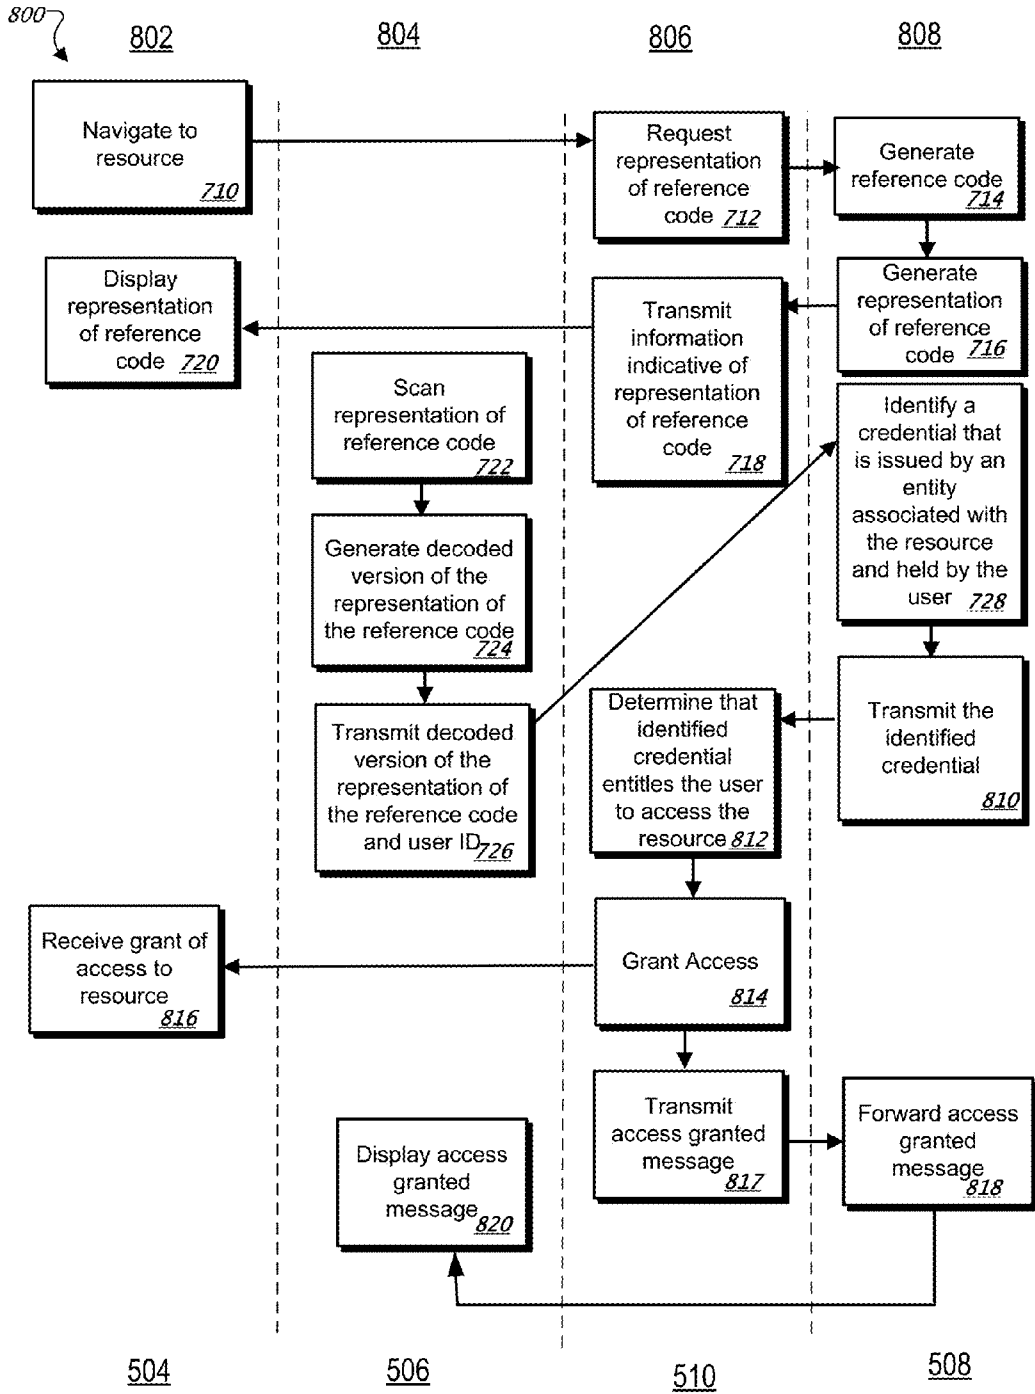 800
802
804
806
808
Navigate to
resource
710
Request
representation
of reference
code 712
Generate
reference code
714
Display
representation
of reference
code 720
Transmit
information
indicative of
representation
of reference
code 718
Generate
representation
of reference
code 716
Scan
representation of
reference code
722
Identify a
credential that
is issued by an
entity
associated with
the resource
and held by the
user 728
Generate decoded
version of the
representation of
the reference code
724
Transmit decoded
version of the
representation of
the reference code
and user ID 726
Determine that
identified
credential
entitles the user
to access the
resource 812
Transmit the
identified
credential
810
Receive grant of
access to
resource
816
Grant Access
814
Transmit
access granted
message
817
Forward access
granted
message
818
Display access
granted
message
820
504
506
510
508